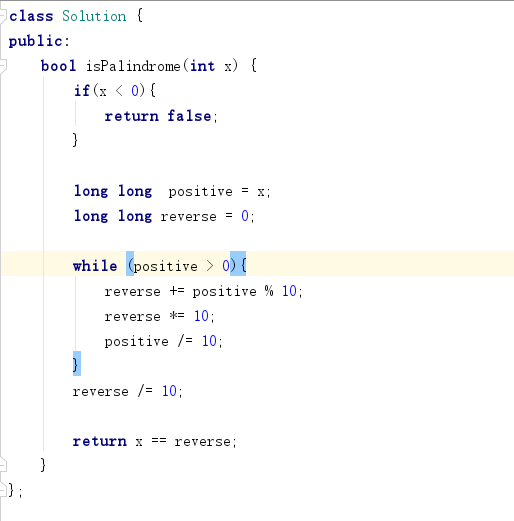 class Solution {
public:
    bool isPalindrome(int x) {
        if(x < 0){
            return false;
        }

        long long  positive = x;
        long long reverse = 0;

        while (positive > 0){
            reverse += positive % 10;
            reverse *= 10;
            positive /= 10;
        }
        reverse /= 10;

        return x == reverse;
    }
};